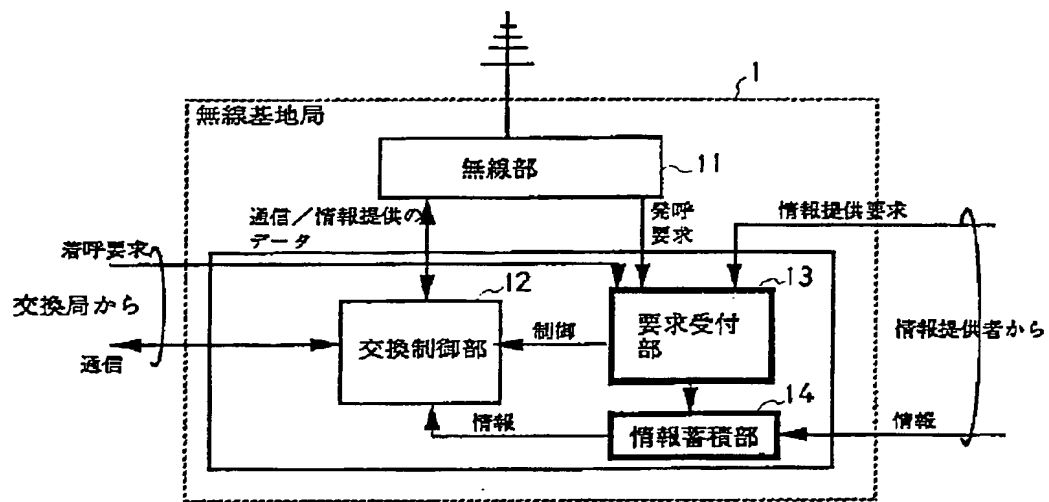 1
無線基地局
無線部
11
通信/情報提供の
データ
発呼
要求
情報提供要求
着呼要求
交換局から
通信
12
交換制御部
制御
13
要求受付
部
情報提供者から
14
情報
情報蓄積部
情報